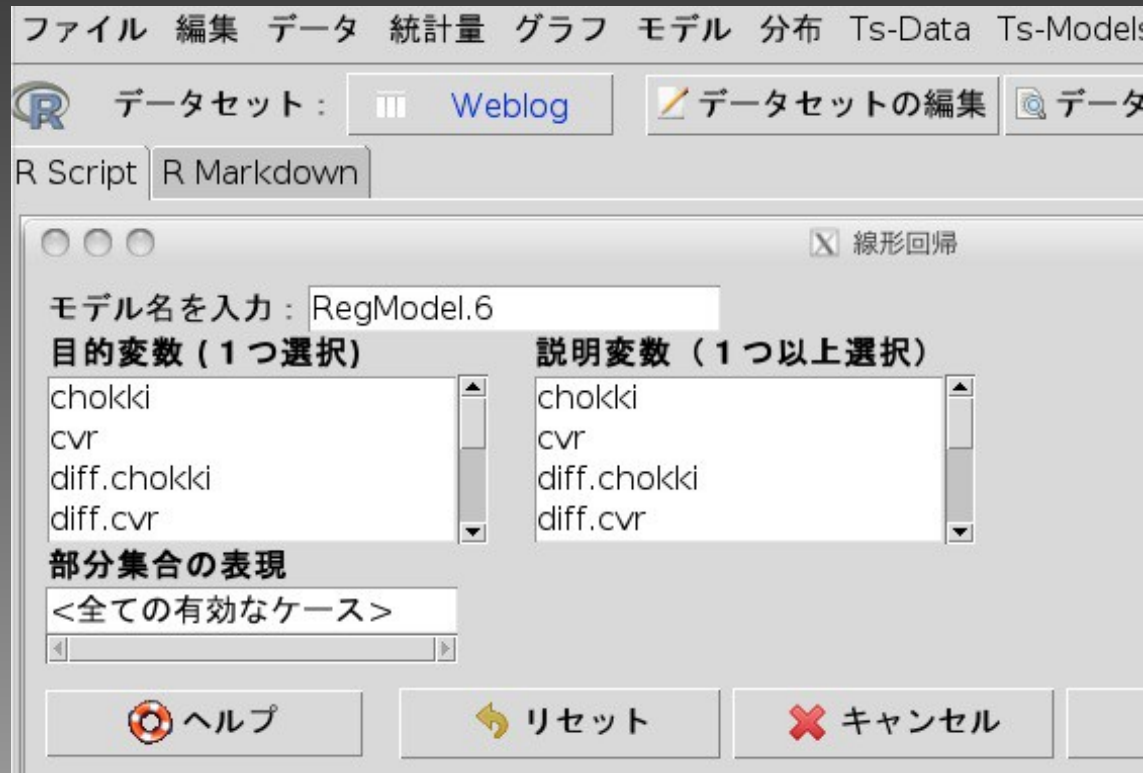 ファイル 編集 データ 統計量 グラフ モデル 分布 Ts-Data Ts-Models
R データセット: Weblog データセットの編集 データ
R Script R Markdown
X 線形回帰
モデル名を入力: RegModel.6
目的変数 (1つ選択) 説明変数（1つ以上選択）
chokki chokki
cvr cvr
diff.chokki diff.chokki
diff.cvr diff.cvr
部分集合の表現
<全ての有効なケース>
ヘルプ リセット キャンセル